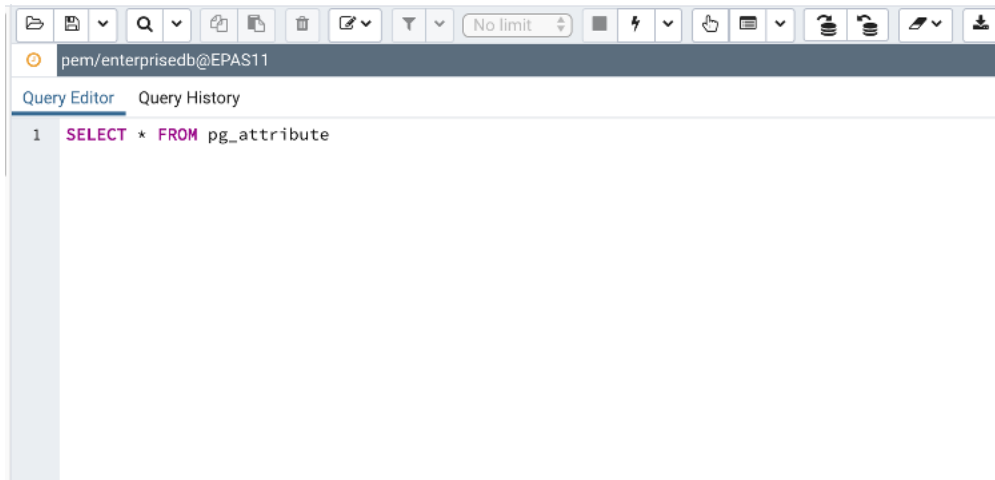 No limit
pem/enterprisedb@EPAS11
Query Editor Query History
1 SELECT * FROM pg_attribute